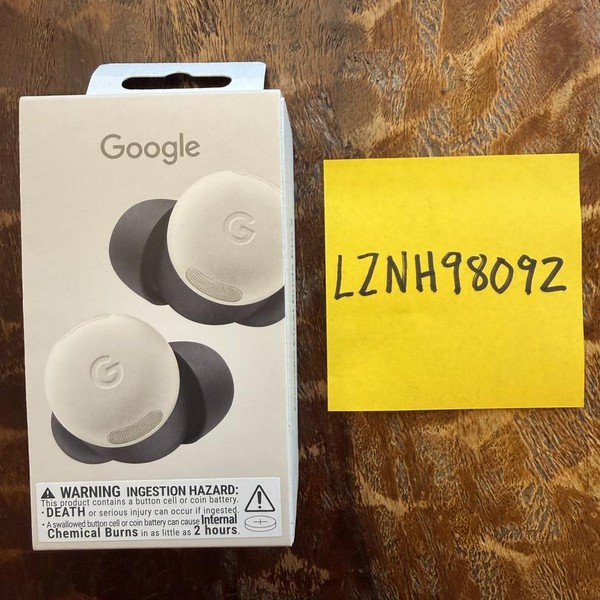 Google
G
G
⚠ WARNING INGESTION HAZARD:
This product contains a button cell or coin battery.
• DEATH or serious injury can occur if ingested.
• A swallowed button cell or coin battery can cause Internal
Chemical Burns in as little as 2 hours.
LZNH9809Z